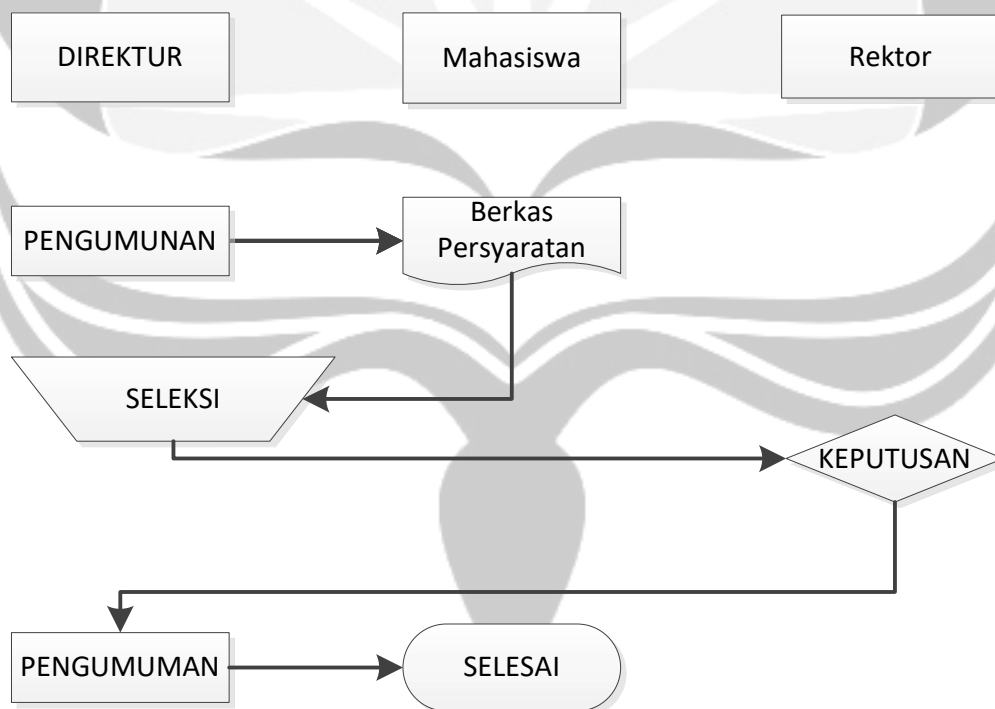 DIREKTUR
Mahasiswa
Rektor
PENGUMUNAN
Berkas
Persyaratan
SELEKSI
KEPUTUSAN
PENGUMUMAN
SELESAI